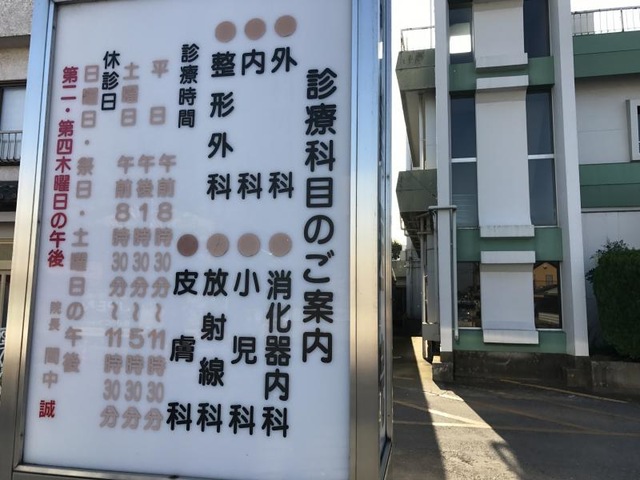 診療科目のご案内
外科
内科
整形外科
消化器内科
小児科
放射線科
皮膚科
診療時間
平日 午前8時30分〜11時30分
午後1時30分〜5時30分
土曜日 午前8時30分〜11時30分
休診日
日曜日・祭日・土曜日の午後
第二・第四木曜日の午後
院長 間中 誠